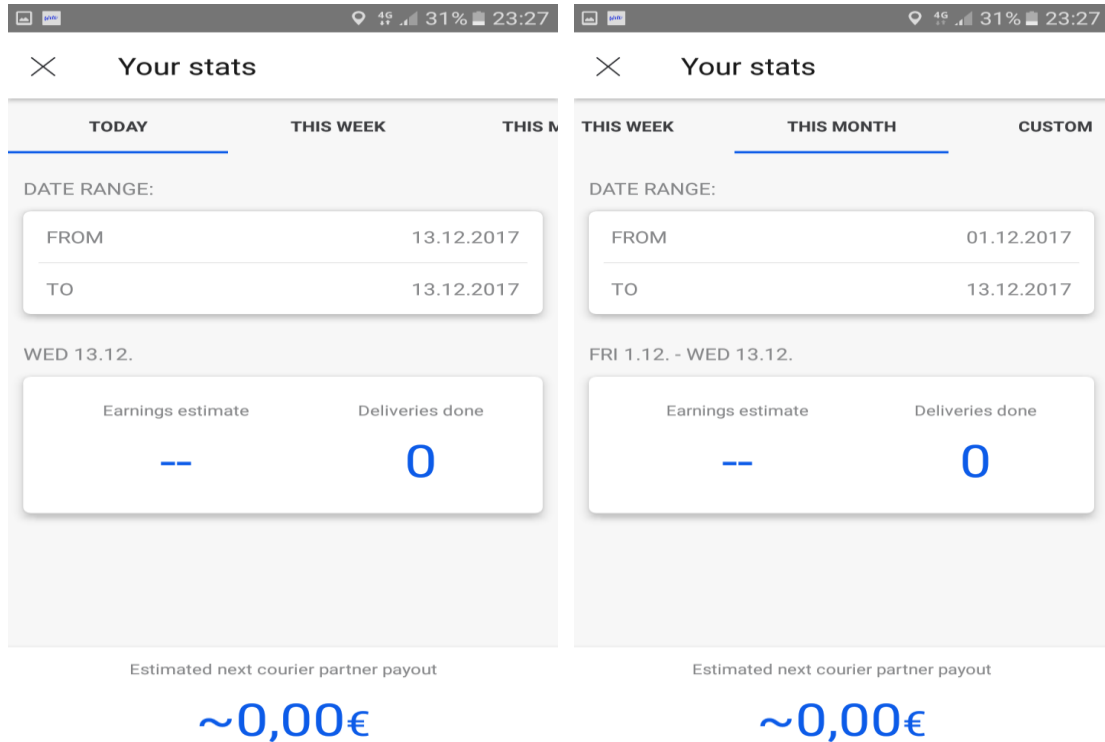 4G 31% 23:27
Your stats
TODAY THIS WEEK THIS M
DATE RANGE:
FROM 13.12.2017
TO 13.12.2017
WED 13.12.
Earnings estimate Deliveries done
-- 0
Estimated next courier partner payout
~0,00€
4G 31% 23:27
Your stats
THIS WEEK THIS MONTH CUSTOM
DATE RANGE:
FROM 01.12.2017
TO 13.12.2017
FRI 1.12. - WED 13.12.
Earnings estimate Deliveries done
-- 0
Estimated next courier partner payout
~0,00€